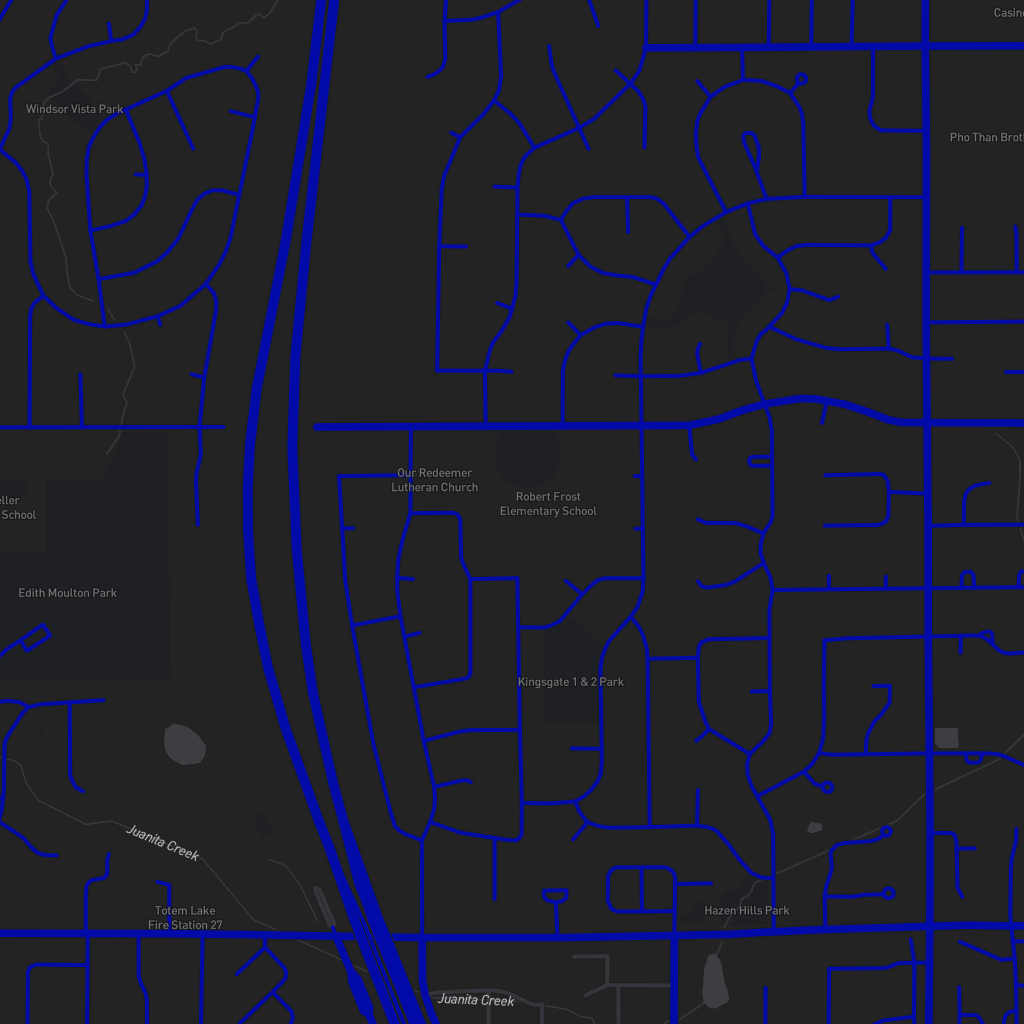 Casin
Windsor Vista Park
Pho Than Broth
Our Redeemer
Lutheran Church
Robert Frost
Elementary School
eller
School
Edith Moulton Park
Kingsgate 1 & 2 Park
Juanita Creek
Totem Lake
Fire Station 27
Hazen Hills Park
Juanita Creek